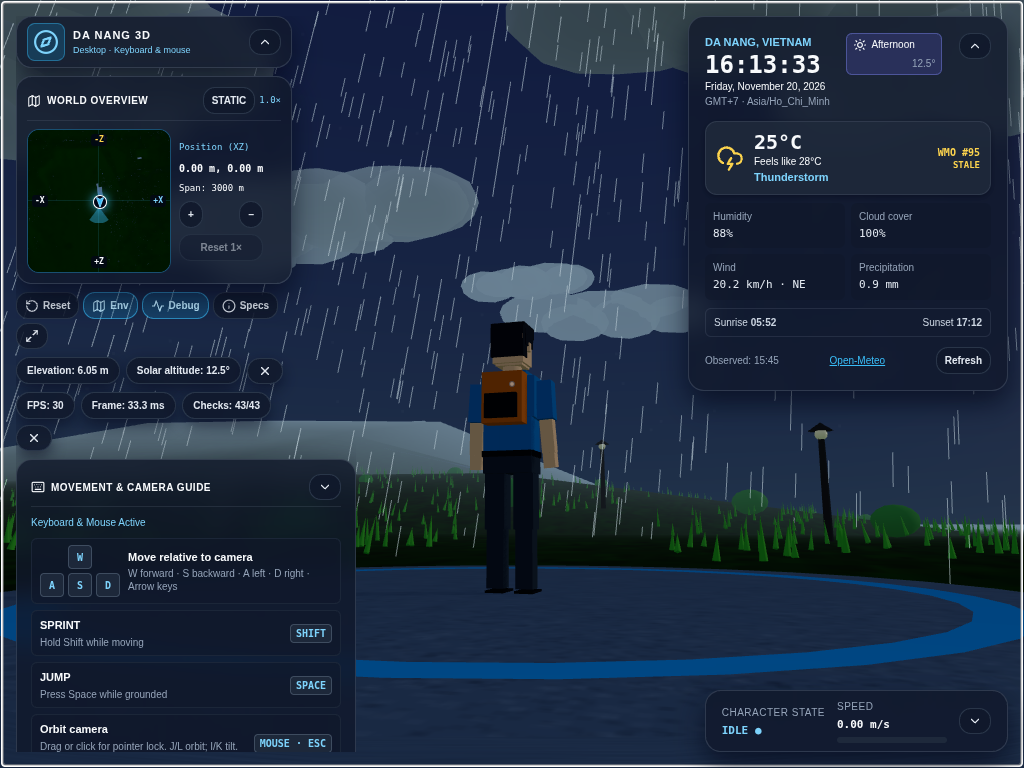 DA NANG 3D
Desktop · Keyboard & mouse
WORLD OVERVIEW
STATIC
1.0×
-Z
-X
+X
+Z
Position (XZ)
0.00 m, 0.00 m
Span: 3000 m
+
−
Reset 1×
Reset
Env
Debug
Specs
Elevation: 6.05 m
Solar altitude: 12.5°
FPS: 30
Frame: 33.3 ms
Checks: 43/43
MOVEMENT & CAMERA GUIDE
Keyboard & Mouse Active
W
A S D
Move relative to camera
W forward · S backward · A left · D right ·
Arrow keys
SPRINT
Hold Shift while moving
SHIFT
JUMP
Press Space while grounded
SPACE
Orbit camera
Drag or click for pointer lock. J/L orbit; I/K tilt.
MOUSE · ESC
DA NANG, VIETNAM
16:13:33
Friday, November 20, 2026
GMT+7 · Asia/Ho_Chi_Minh
Afternoon
12.5°
25°C
Feels like 28°C
Thunderstorm
WMO #95
STALE
Humidity
88%
Cloud cover
100%
Wind
20.2 km/h · NE
Precipitation
0.9 mm
Sunrise 05:52
Sunset 17:12
Observed: 15:45
Open-Meteo
Refresh
CHARACTER STATE
IDLE
SPEED
0.00 m/s